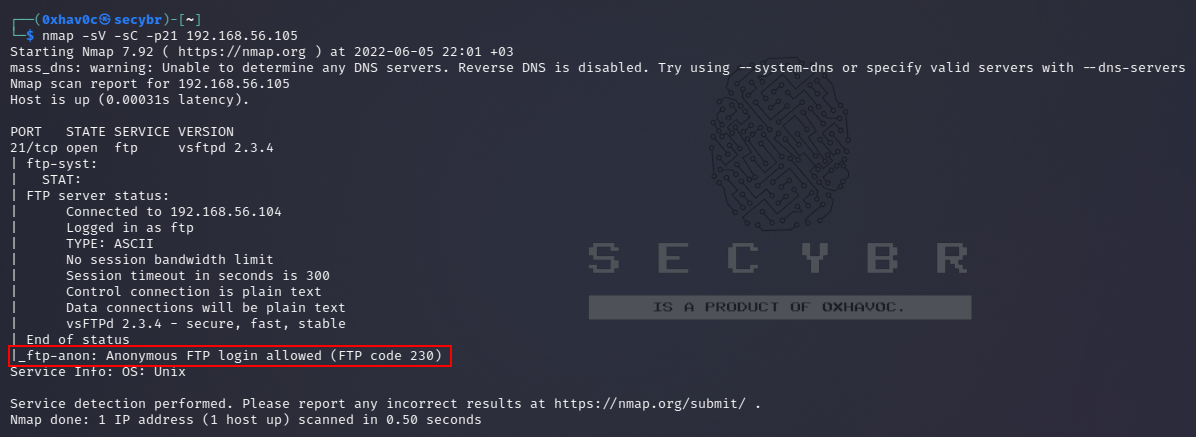 ┌──(0xhav0c㉿secybr)-[~]
└─$ nmap -sV -sC -p21 192.168.56.105
Starting Nmap 7.92 ( https://nmap.org ) at 2022-06-05 22:01 +03
mass_dns: warning: Unable to determine any DNS servers. Reverse DNS is disabled. Try using --system-dns or specify valid servers with --dns-servers
Nmap scan report for 192.168.56.105
Host is up (0.00031s latency).

PORT   STATE SERVICE VERSION
21/tcp open  ftp     vsftpd 2.3.4
| ftp-syst:
|   STAT:
| FTP server status:
|      Connected to 192.168.56.104
|      Logged in as ftp
|      TYPE: ASCII
|      No session bandwidth limit
|      Session timeout in seconds is 300
|      Control connection is plain text
|      Data connections will be plain text
|      vsFTPd 2.3.4 - secure, fast, stable
| End of status
|_ftp-anon: Anonymous FTP login allowed (FTP code 230)
Service Info: OS: Unix

Service detection performed. Please report any incorrect results at https://nmap.org/submit/ .
Nmap done: 1 IP address (1 host up) scanned in 0.50 seconds
SECYBR
IS A PRODUCT OF 0XHAV0C.